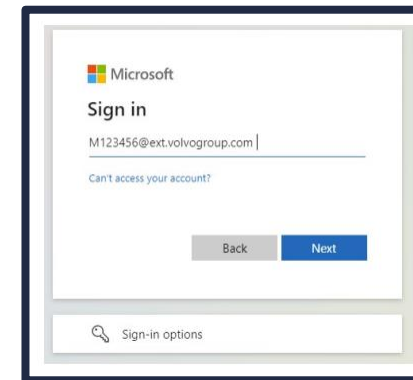 Microsoft
Sign in
M123456@ext.volvogroup.com
Can't access your account?
Back Next
Sign-in options